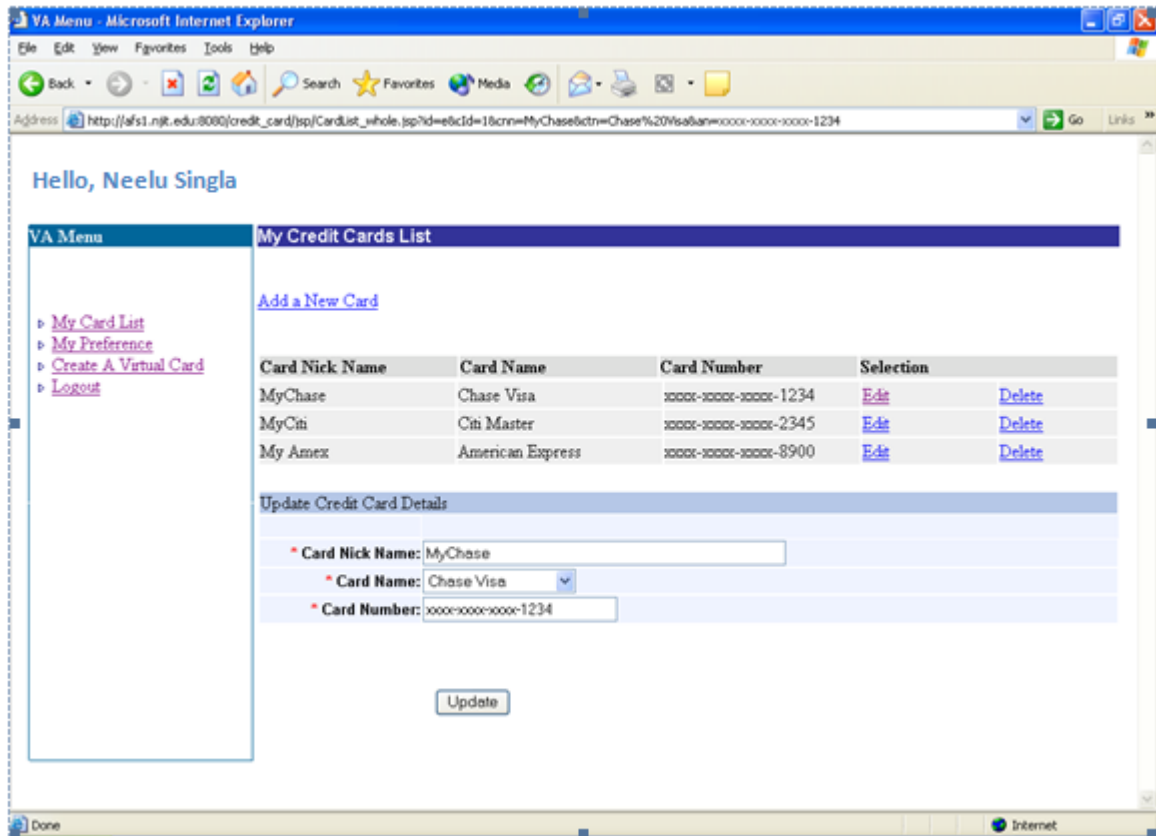 VA Menu - Microsoft Internet Explorer
File Edit View Favorites Tools Help
Back Search Favorites Media
Address http://afs1.njit.edu:8080/credit_card/jsp/CardList_whole.jsp?id=e&cId=1&cnn=MyChase&ctn=Chase%20Visa&an=xxxx-xxxx-xxxx-1234 Go Links »
Hello, Neelu Singla
VA Menu
My Card List
My Preference
Create A Virtual Card
Logout
My Credit Cards List
Add a New Card
Card Nick Name Card Name Card Number Selection
MyChase Chase Visa xxxx-xxxx-xxxx-1234 Edit Delete
MyCiti Citi Master xxxx-xxxx-xxxx-2345 Edit Delete
My Amex American Express xxxx-xxxx-xxxx-8900 Edit Delete
Update Credit Card Details
* Card Nick Name: MyChase
* Card Name: Chase Visa
* Card Number: xxxx-xxxx-xxxx-1234
Update
Done Internet